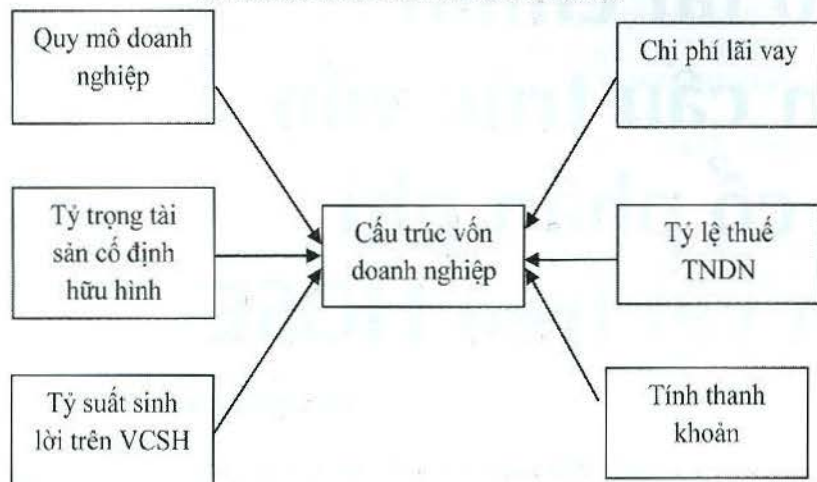 Quy mô doanh
nghiệp
Chi phí lãi vay
Tỷ trọng tài
sản cố định
hữu hình
Cấu trúc vốn
doanh nghiệp
Tỷ lệ thuế
TNDN
Tỷ suất sinh
lời trên VCSH
Tính thanh
khoản